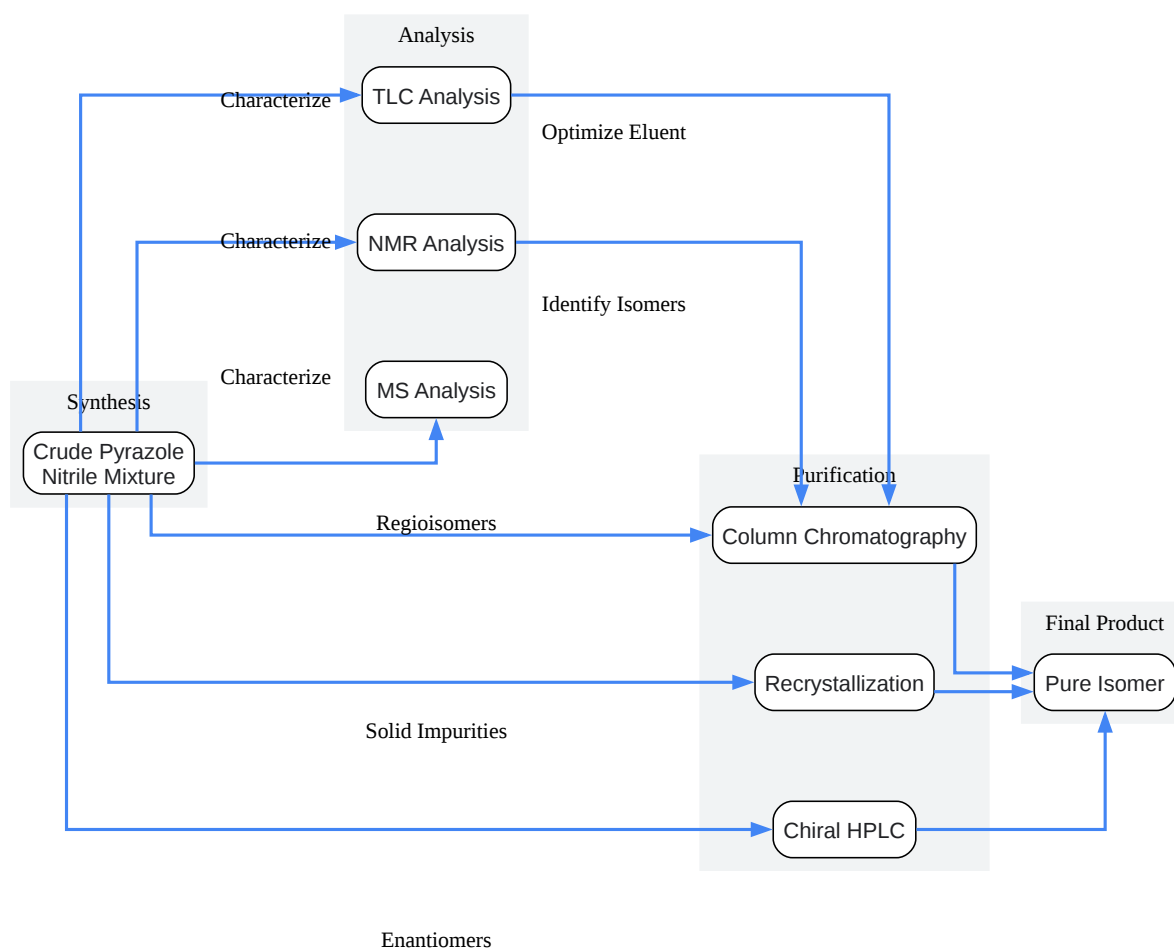 Analysis
Characterize
TLC Analysis
Optimize Eluent
Characterize
NMR Analysis
Identify Isomers
Characterize
MS Analysis
Synthesis
Crude Pyrazole
Nitrile Mixture
Purification
Regioisomers
Column Chromatography
Final Product
Recrystallization
Pure Isomer
Solid Impurities
Chiral HPLC
Enantiomers